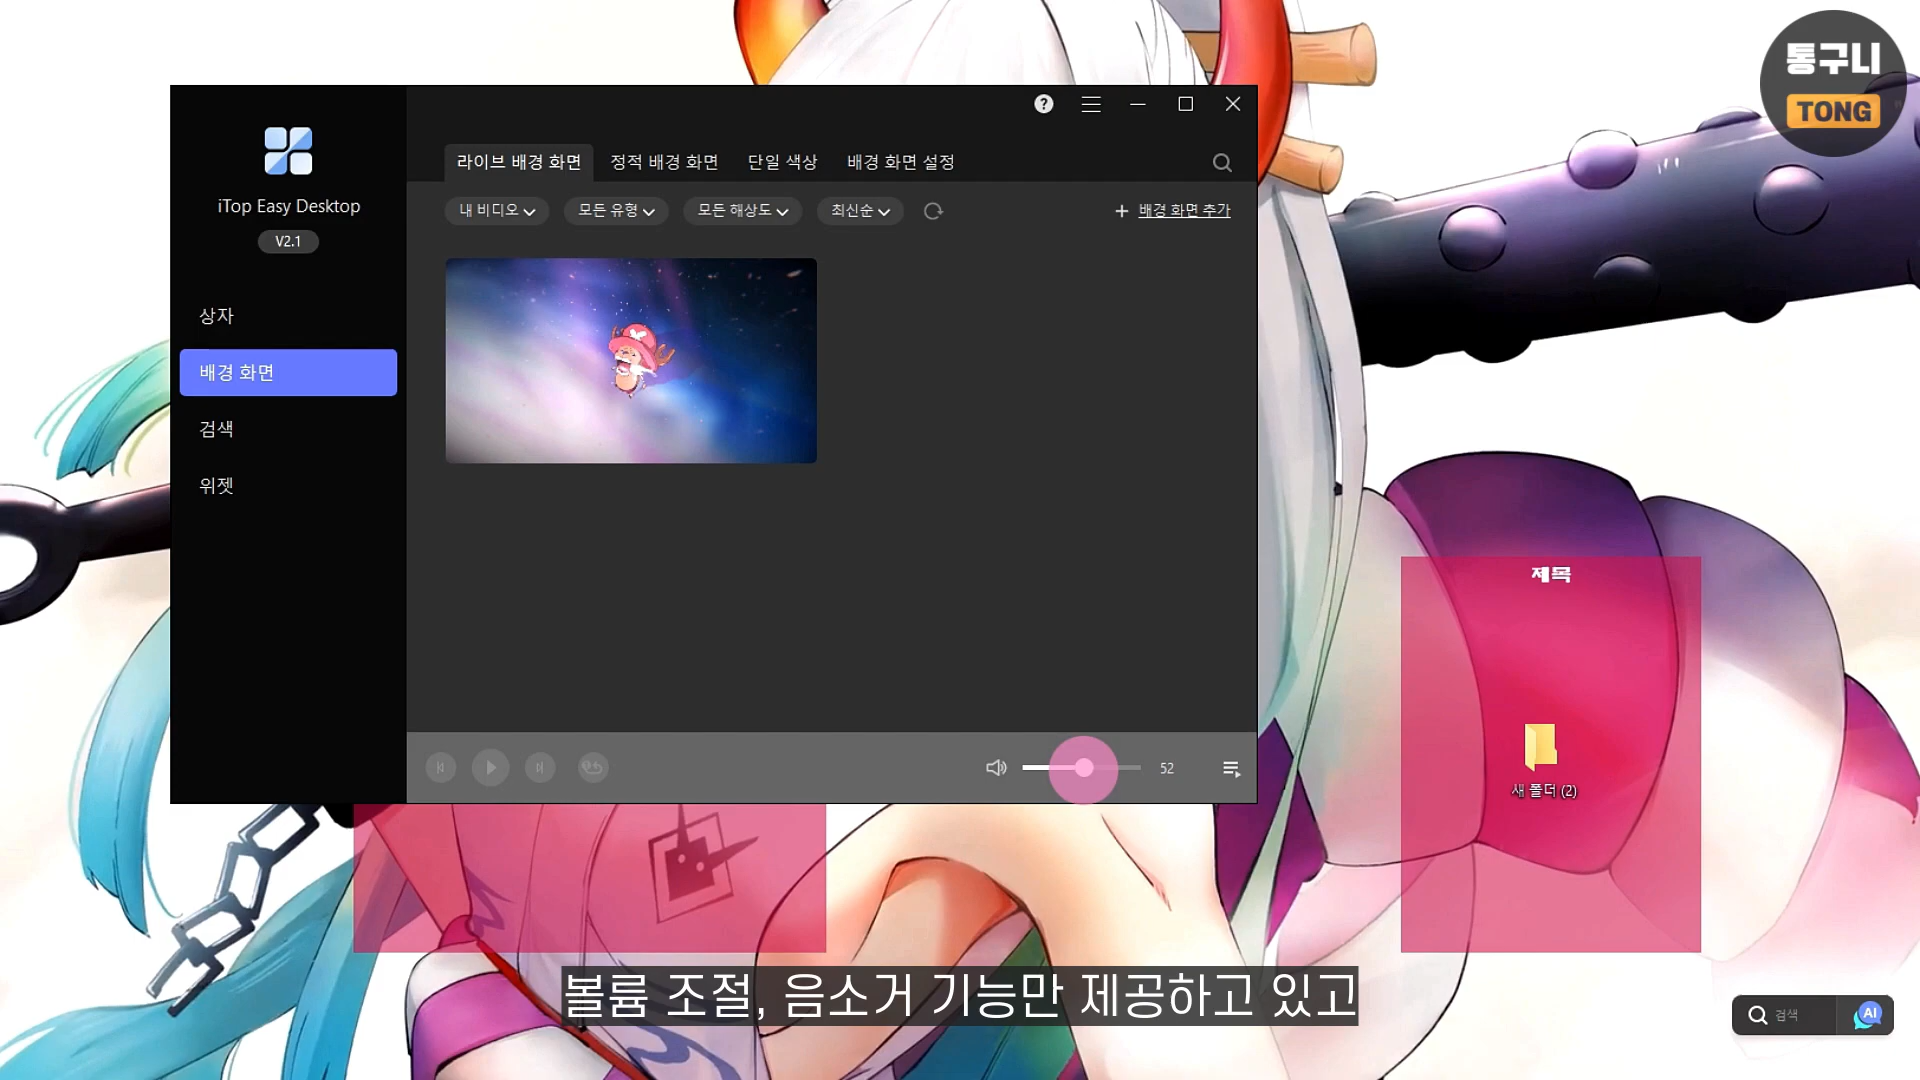 통구니
TONG
iTop Easy Desktop
V2.1
상자
배경 화면
검색
위젯
라이브 배경 화면 정적 배경 화면 단일 색상 배경 화면 설정
내 비디오 모든 유형 모든 해상도 최신순 + 배경 화면 추가
52
제목
새 폴더 (2)
볼륨 조절, 음소거 기능만 제공하고 있고
검색 AI